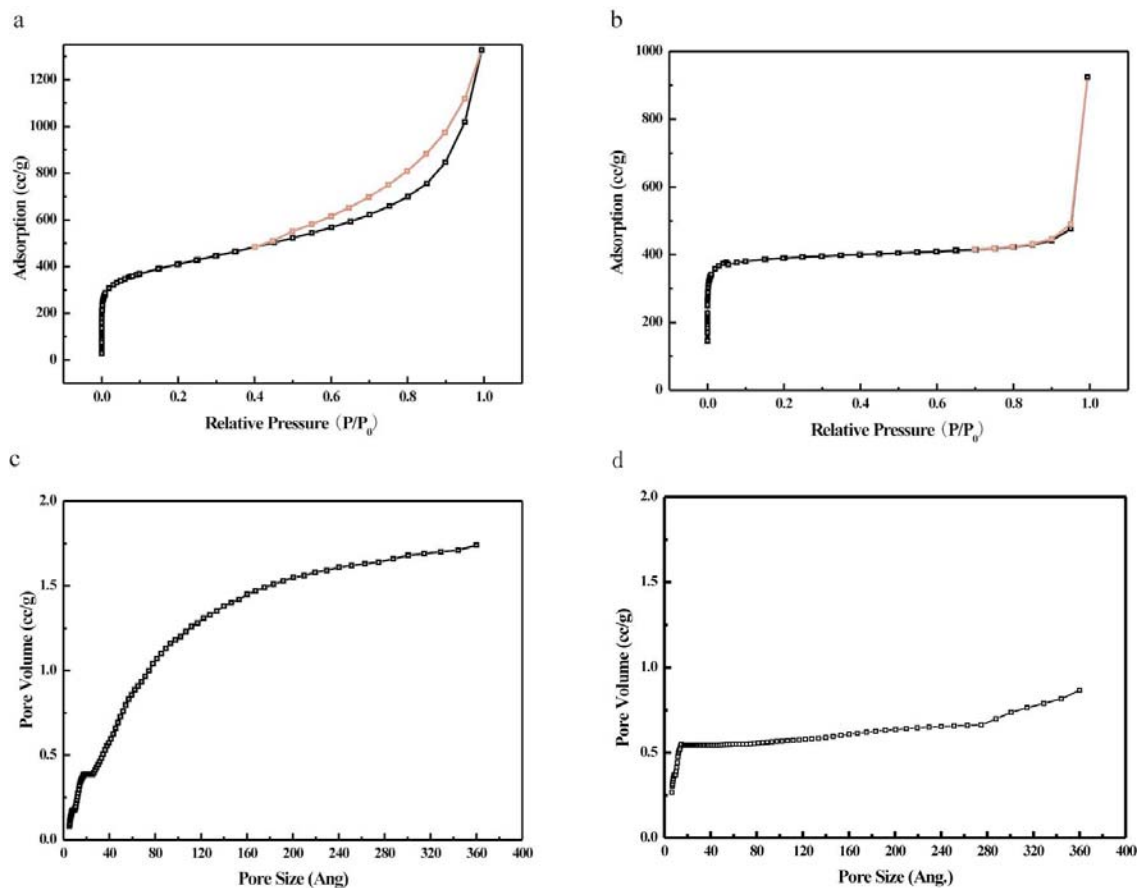 a
b
1200
1000
800
600
400
200
0
Adsorption (cc/g)
0.0 0.2 0.4 0.6 0.8 1.0
Relative Pressure (P/P₀)
1000
800
600
400
200
0
Adsorption (cc/g)
0.0 0.2 0.4 0.6 0.8 1.0
Relative Pressure (P/P₀)
c
d
2.0
1.5
1.0
0.5
0.0
Pore Volume (cc/g)
0 40 80 120 160 200 240 280 320 360 400
Pore Size (Ang)
2.0
1.5
1.0
0.5
0.0
Pore Volume (cc/g)
0 40 80 120 160 200 240 280 320 360 400
Pore Size (Ang.)